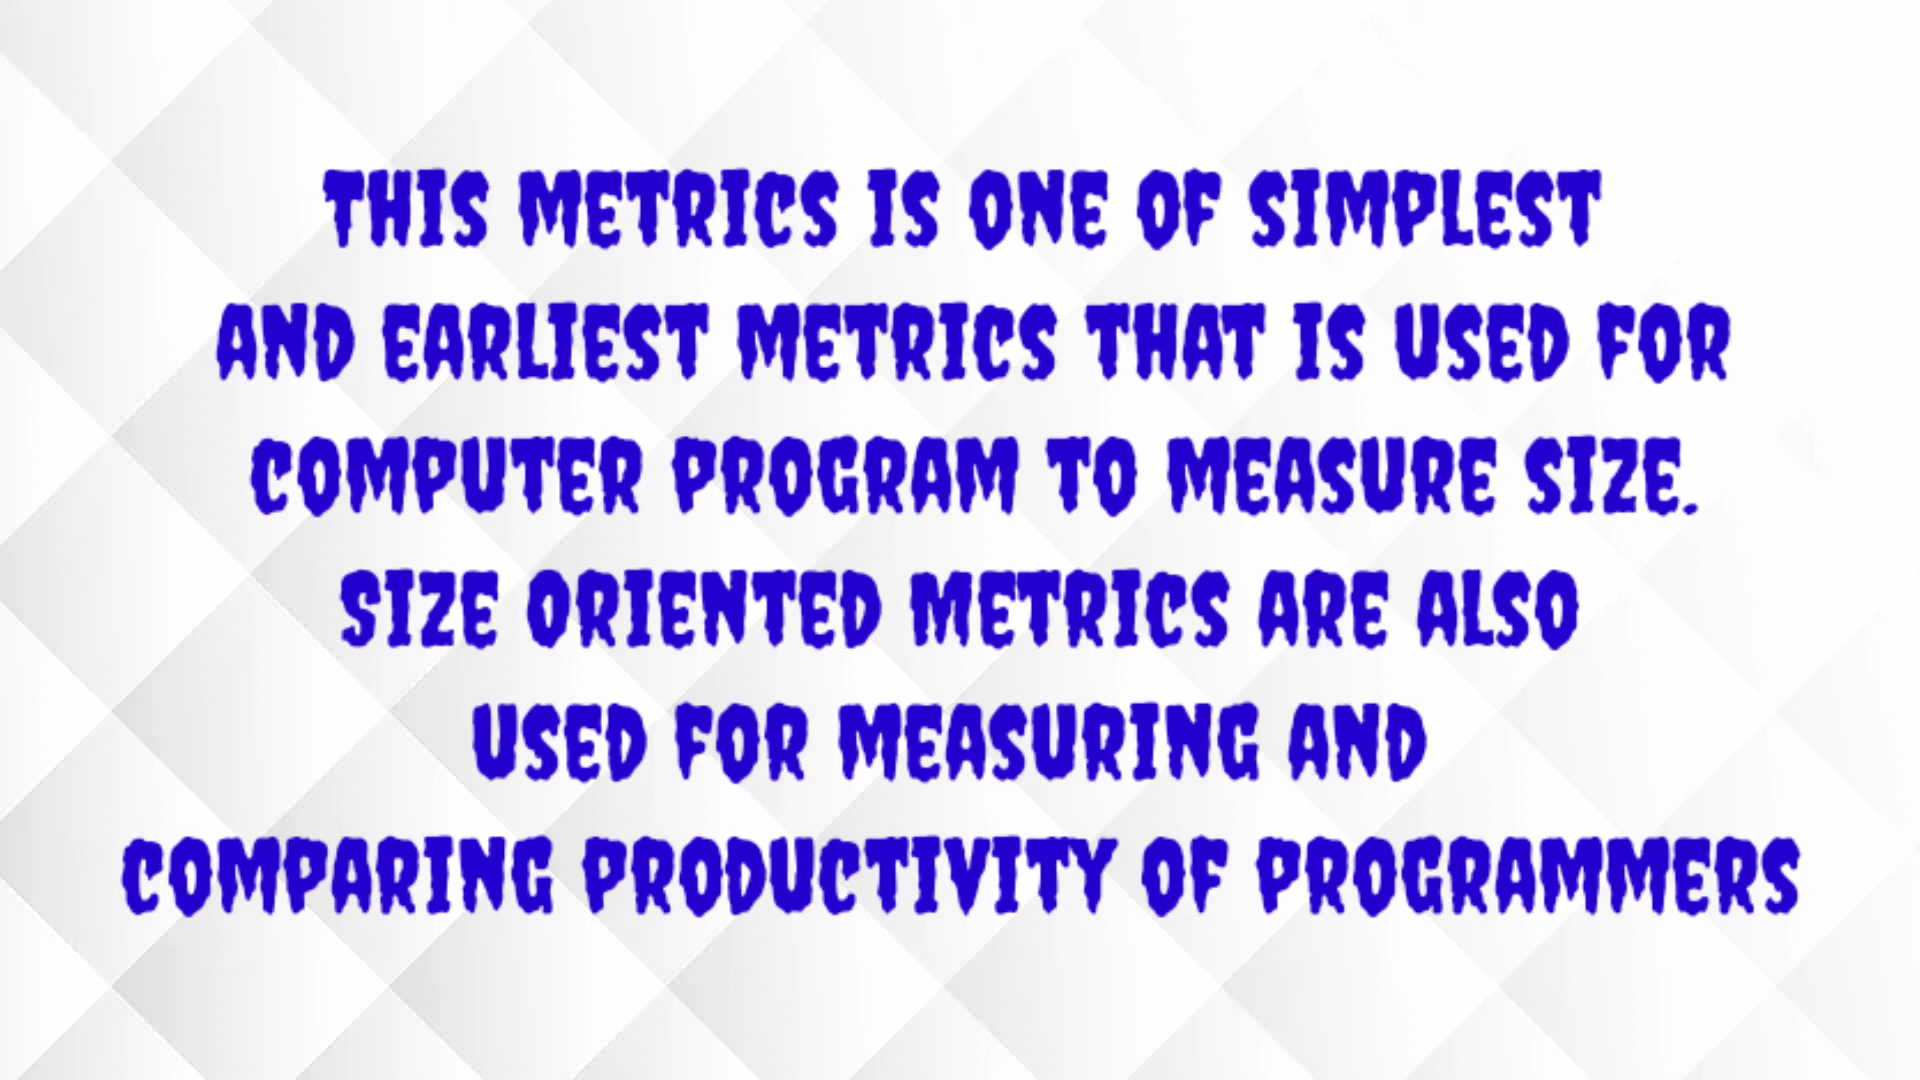 THIS METRICS IS ONE OF SIMPLEST
AND EARLIEST METRICS THAT IS USED FOR
COMPUTER PROGRAM TO MEASURE SIZE.
SIZE ORIENTED METRICS ARE ALSO
USED FOR MEASURING AND
COMPARING PRODUCTIVITY OF PROGRAMMERS